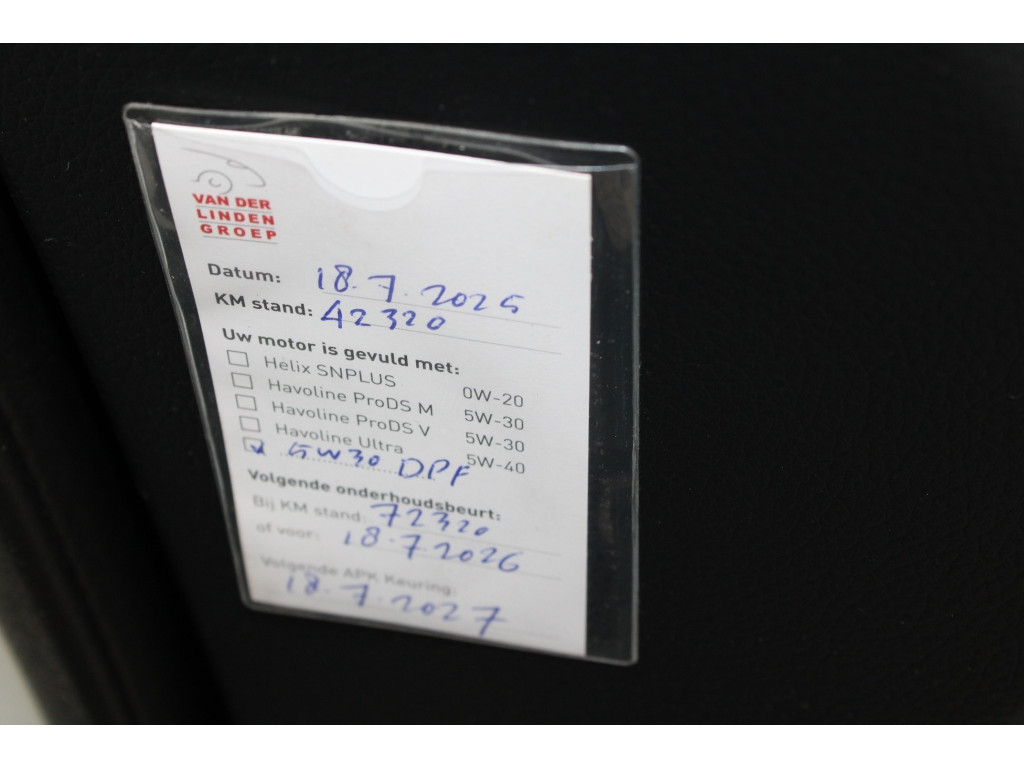 VAN DER
LINDEN
GROEP
Datum: 18.7.2025
KM stand: 42320
Uw motor is gevuld met:
Helix SNPLUS 0W-20
Havoline ProDS M 5W-30
Havoline ProDS V 5W-30
Havoline Ultra 5W-40
5W30 DPF
Volgende onderhoudsbeurt:
Bij KM stand: 72320
of voor: 18.7.2026
Volgende APK Keuring:
18.7.2027